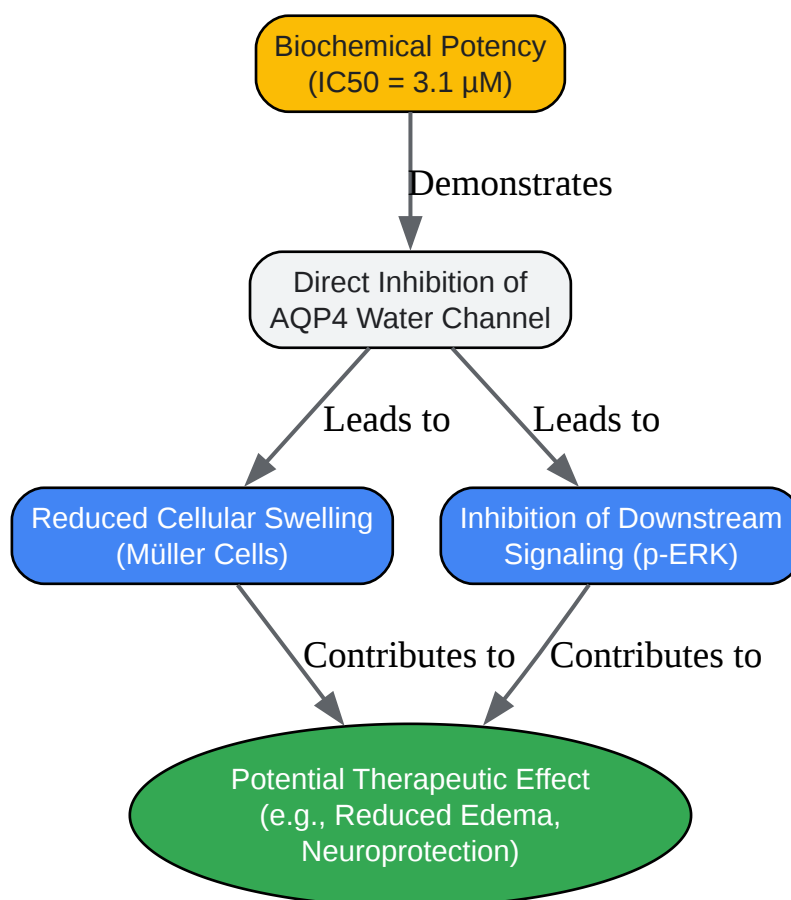 Biochemical Potency
(IC50 = 3.1 µM)
Demonstrates
Direct Inhibition of
AQP4 Water Channel
Leads to
Leads to
Reduced Cellular Swelling
(Müller Cells)
Inhibition of Downstream
Signaling (p-ERK)
Contributes to
Contributes to
Potential Therapeutic Effect
(e.g., Reduced Edema,
Neuroprotection)